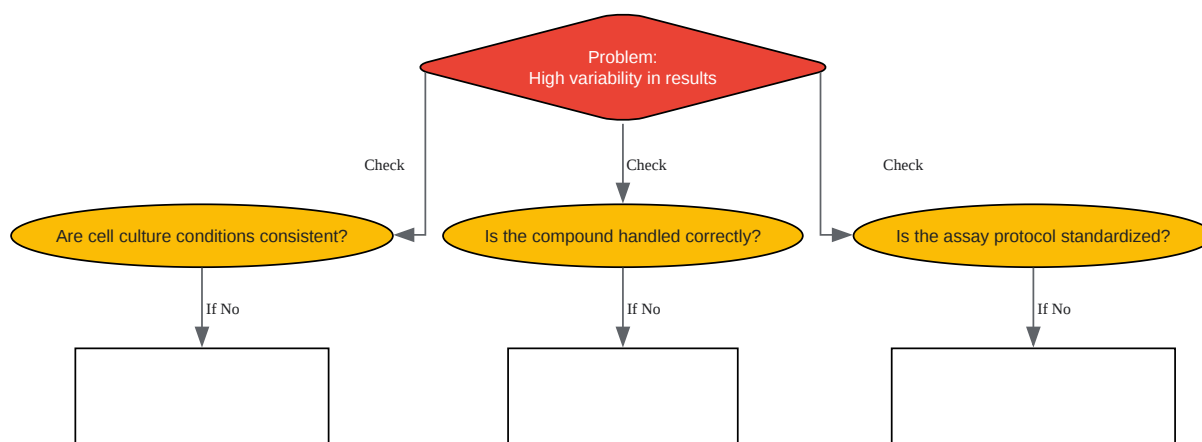 Problem:
High variability in results
Check
Check
Check
Are cell culture conditions consistent?
Is the compound handled correctly?
Is the assay protocol standardized?
If No
If No
If No